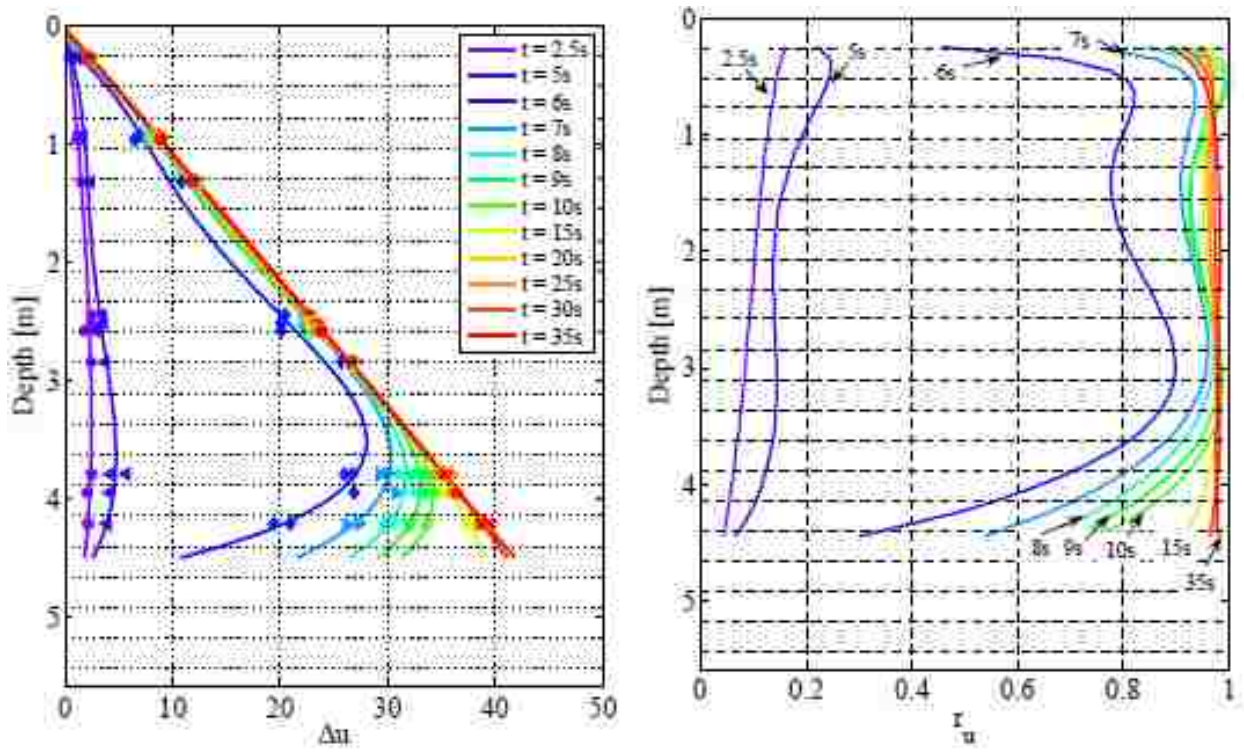 0
1
2
3
4
5
Depth [m]
0
10
20
30
40
50
Δu
t = 2.5s
t = 5s
t = 6s
t = 7s
t = 8s
t = 9s
t = 10s
t = 15s
t = 20s
t = 25s
t = 30s
t = 35s
0
1
2
3
4
5
Depth [m]
0
0.2
0.4
0.6
0.8
1
r_u
2.5s
5s
6s
7s
8s
9s
10s
15s
35s